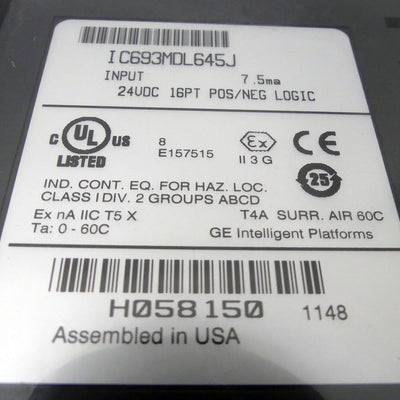 IC693MDL645J
INPUT 7.5ma
24VDC 16PT POS/NEG LOGIC
C UL US
LISTED
8
E157515
Ex
II 3 G
CE
25
IND. CONT. EQ. FOR HAZ. LOC.
CLASS I DIV. 2 GROUPS ABCD
Ex nA IIC T5 X T4A SURR. AIR 60C
Ta: 0 - 60C GE Intelligent Platforms
H058150 1148
Assembled in USA